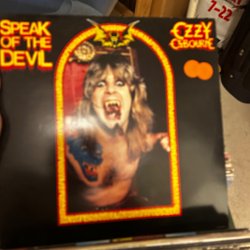 SPEAK
OF THE
DEVIL
OZZY
OSBOURNE
7-22